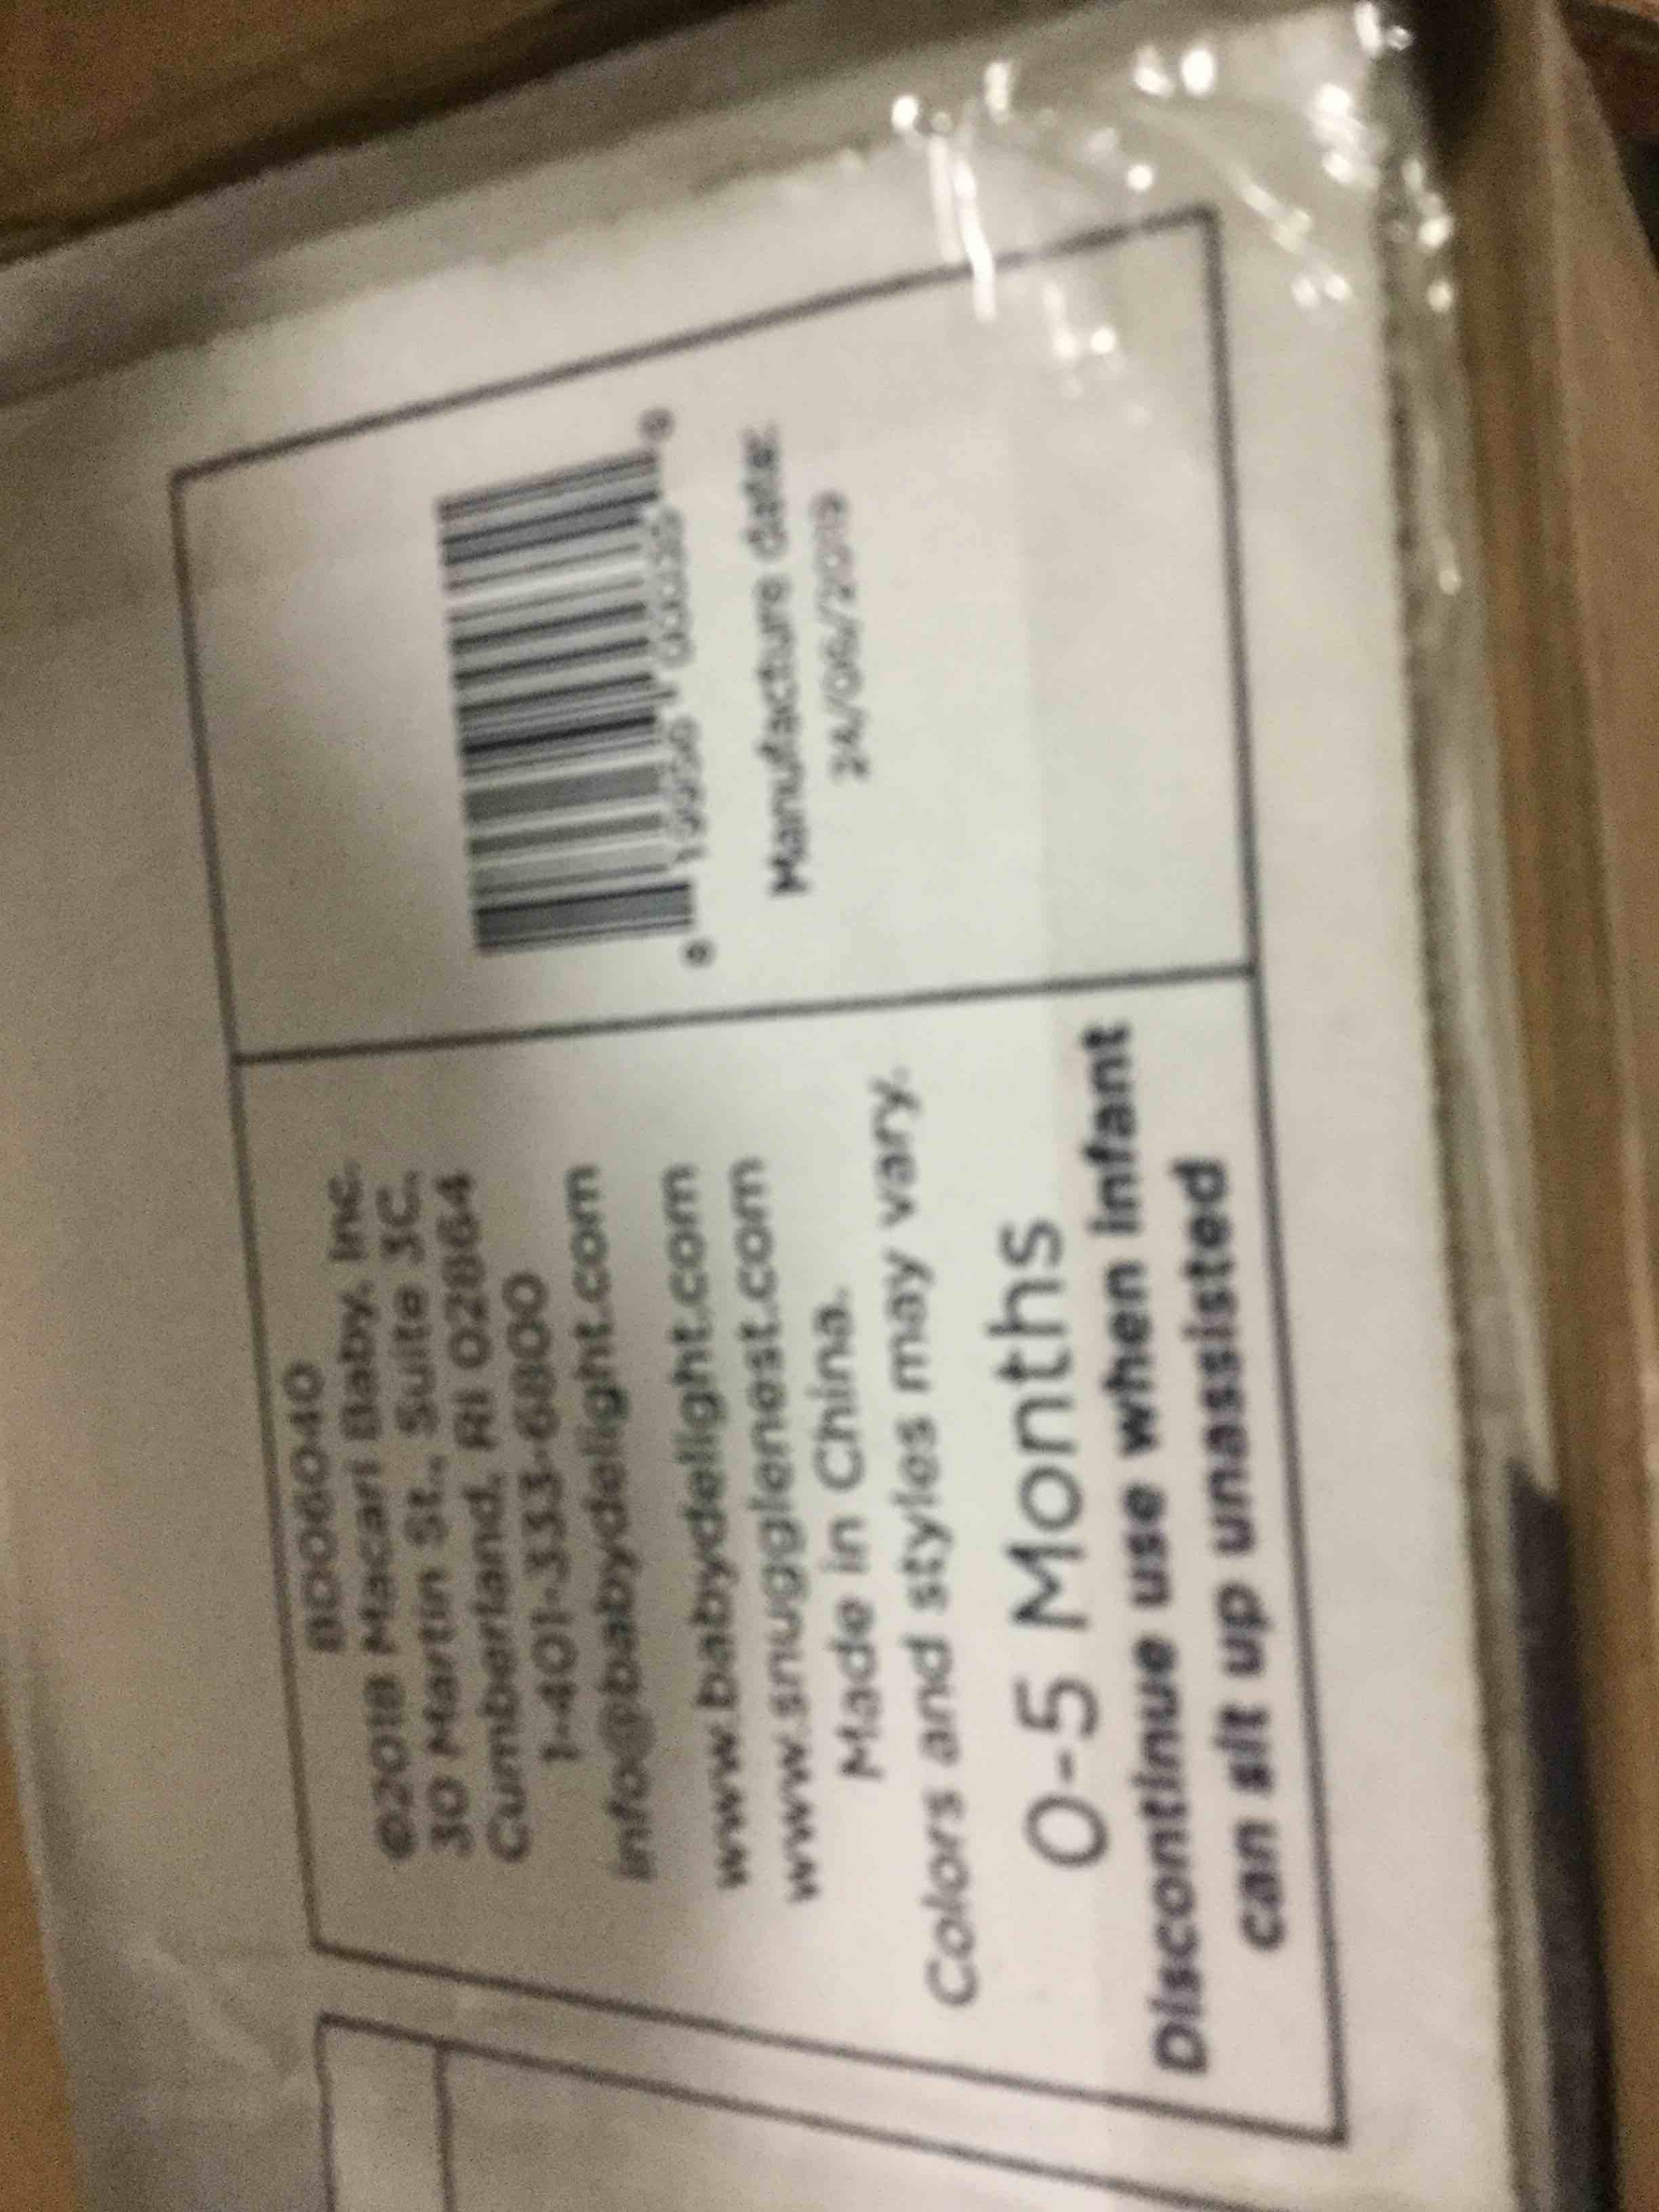 BD06040
©2018 Macari Baby, Inc.
30 Martin St., Suite 3C,
Cumberland, RI 02864
1-401-333-6800
info@babydelight.com
www.babydelight.com
www.snugglenest.com
Made in China.
Colors and styles may vary.
0-5 Months
Discontinue use when infant
can sit up unassisted
Manufacture date:
24/06/2019